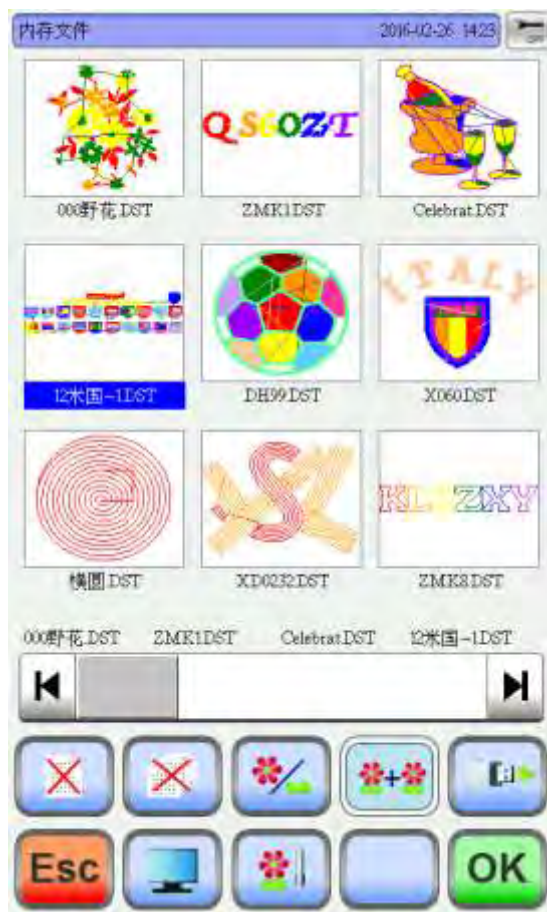 内存文件 2016-02-26 14:23
OFF
000野花.DST ZMK1.DST Celebrat.DST
ITALY
12米国~1.DST DH99.DST X060.DST
横圆.DST XD0232.DST ZMK8.DST
000野花.DST ZMK1.DST Celebrat.DST 12米国~1.DST
Esc OK